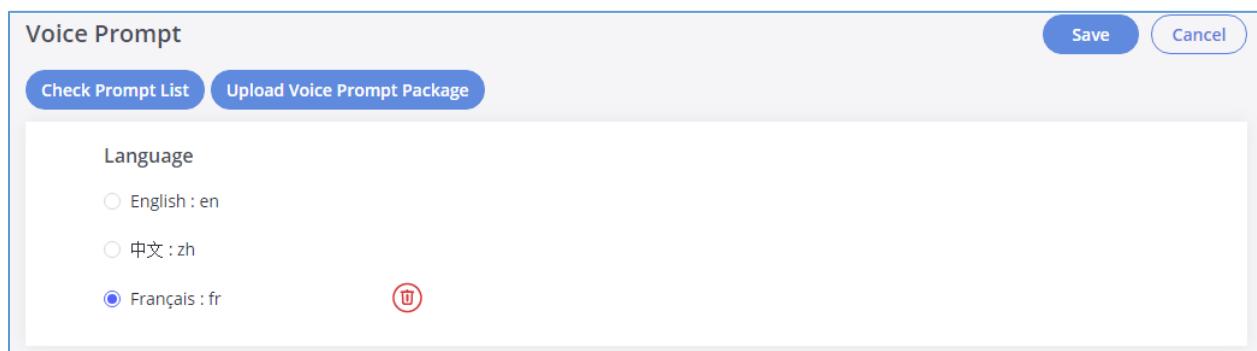 Voice Prompt
Save
Cancel
Check Prompt List
Upload Voice Prompt Package
Language
English : en
中文 : zh
Français : fr